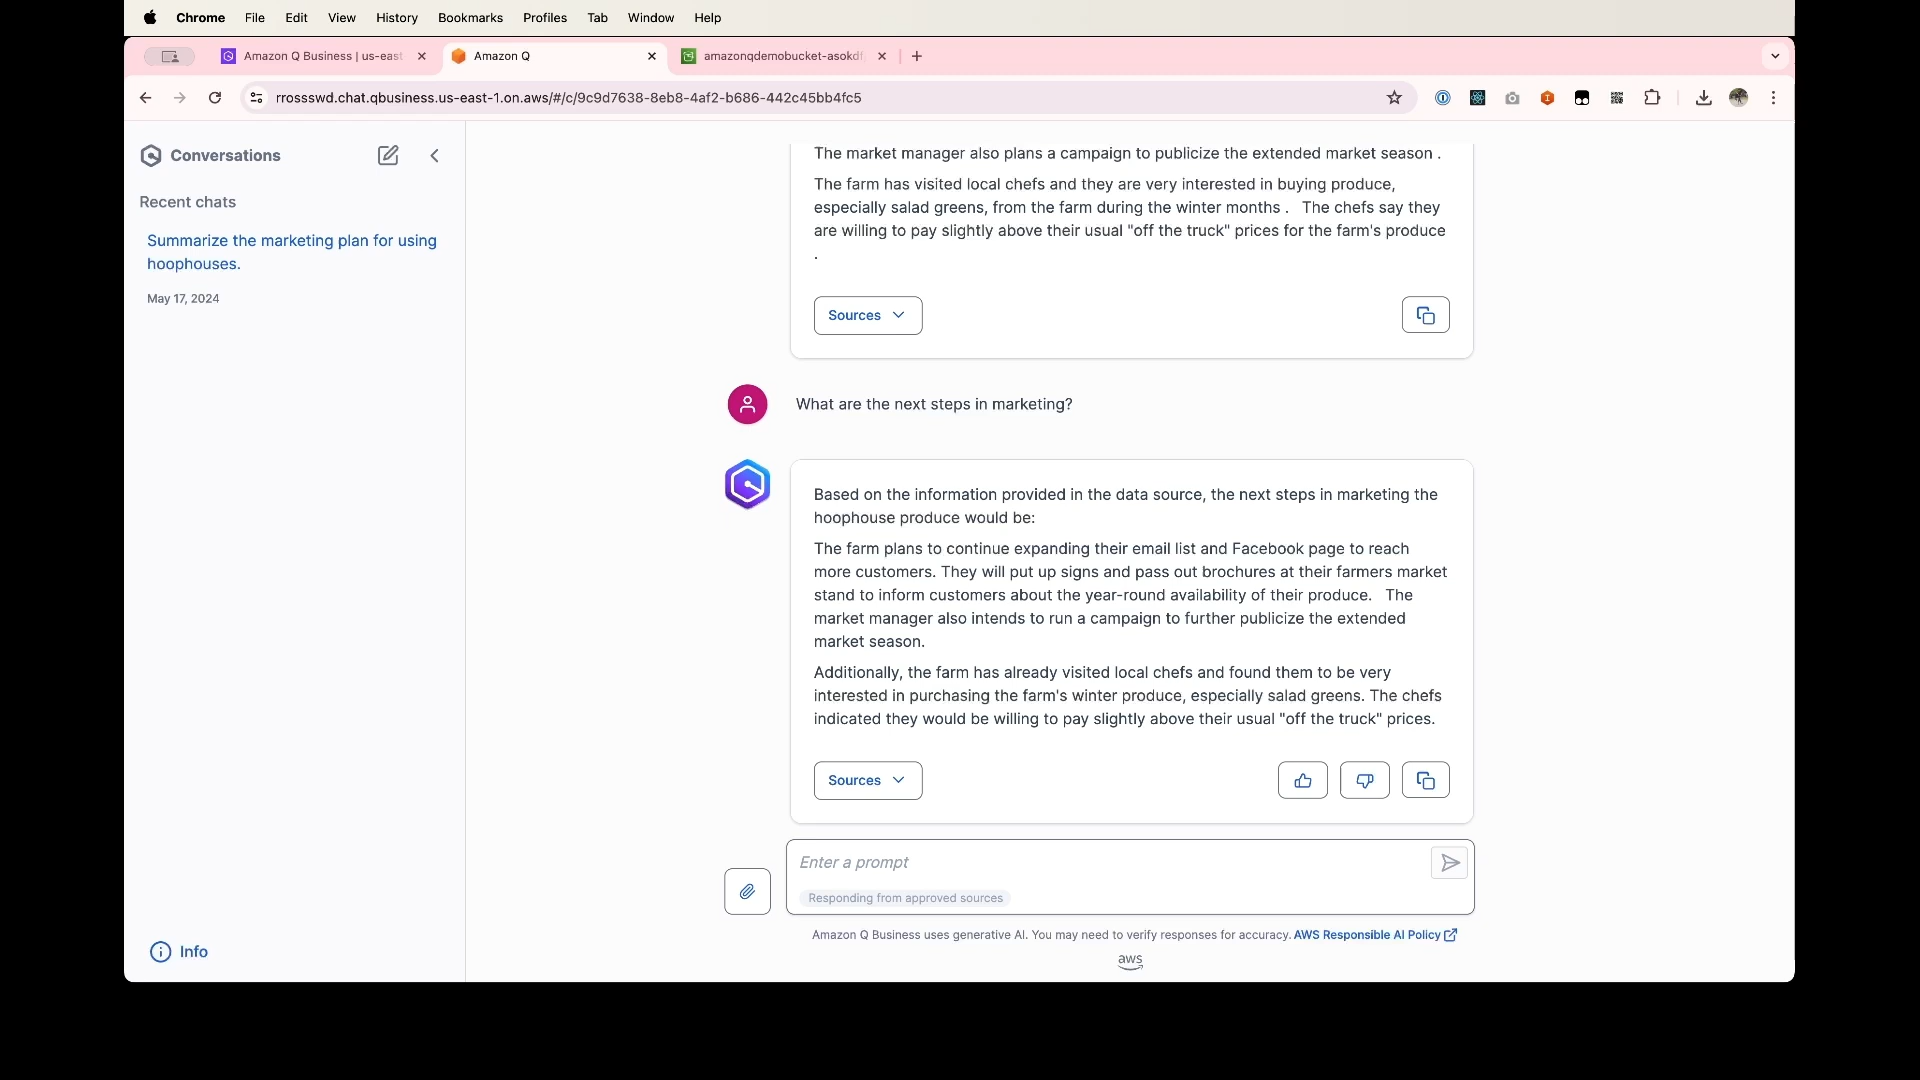 Chrome File Edit View History Bookmarks Profiles Tab Window Help
Amazon Q Business | us-east
Amazon Q
amazonqdemobucket-asokdf
rrossswd.chat.qbusiness.us-east-1.on.aws/#/c/9c9d7638-8eb8-4af2-b686-442c45bb4fc5
Conversations
Recent chats
Summarize the marketing plan for using
hoophouses.
May 17, 2024
Info
The market manager also plans a campaign to publicize the extended market season .
The farm has visited local chefs and they are very interested in buying produce,
especially salad greens, from the farm during the winter months . The chefs say they
are willing to pay slightly above their usual "off the truck" prices for the farm's produce
.
Sources
What are the next steps in marketing?
Based on the information provided in the data source, the next steps in marketing the
hoophouse produce would be:
The farm plans to continue expanding their email list and Facebook page to reach
more customers. They will put up signs and pass out brochures at their farmers market
stand to inform customers about the year-round availability of their produce. The
market manager also intends to run a campaign to further publicize the extended
market season.
Additionally, the farm has already visited local chefs and found them to be very
interested in purchasing the farm's winter produce, especially salad greens. The chefs
indicated they would be willing to pay slightly above their usual "off the truck" prices.
Sources
Enter a prompt
Responding from approved sources
Amazon Q Business uses generative AI. You may need to verify responses for accuracy. AWS Responsible AI Policy
aws